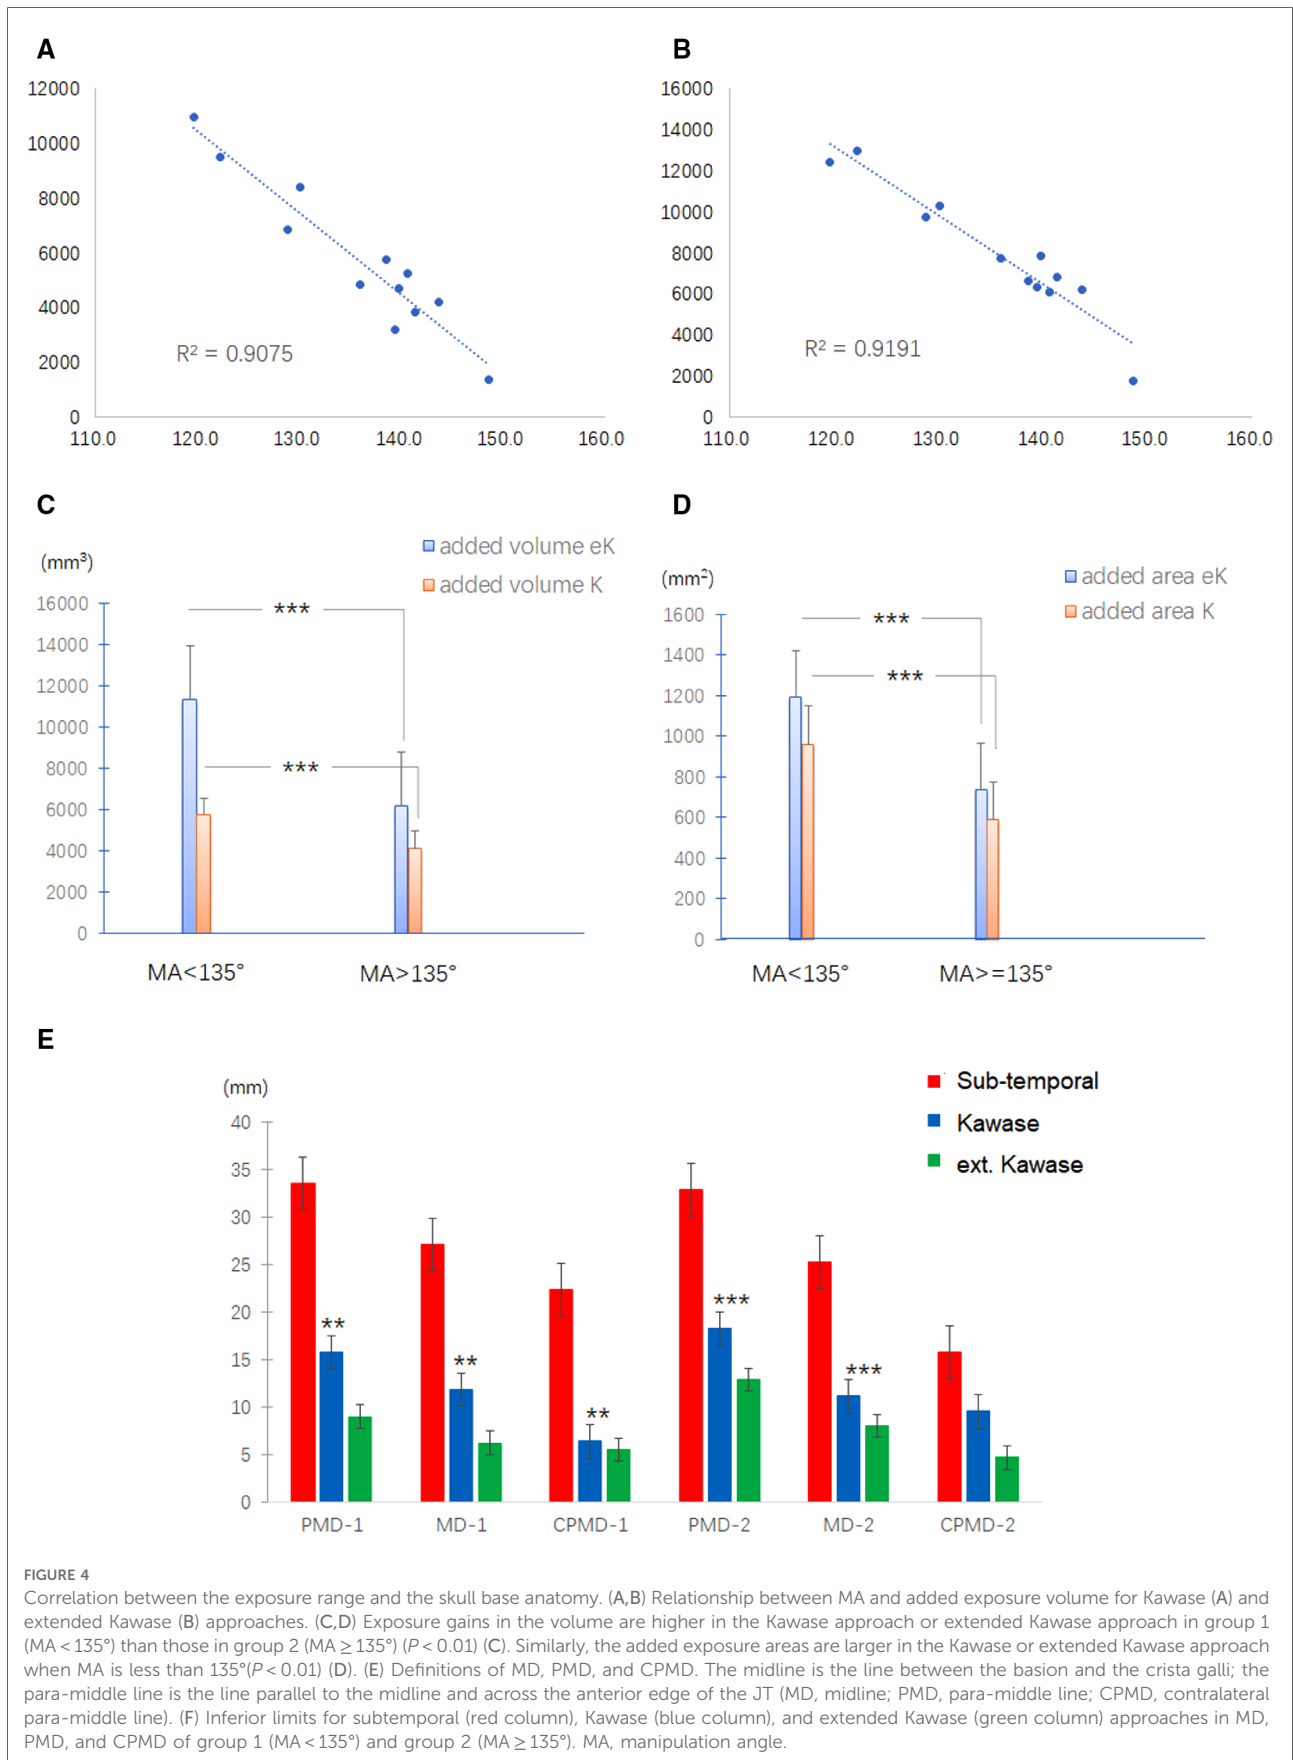 A
B
12000
10000
8000
6000
4000
2000
0
R² = 0.9075
110.0 120.0 130.0 140.0 150.0 160.0
16000
14000
12000
10000
8000
6000
4000
2000
0
R² = 0.9191
110.0 120.0 130.0 140.0 150.0 160.0
C
added volume eK
added volume K
(mm³)
16000
14000
12000
10000
8000
6000
4000
2000
0
***
***
MA<135° MA>135°
D
added area eK
added area K
(mm²)
1600
1400
1200
1000
800
600
400
200
0
***
***
MA<135° MA>=135°
E
(mm)
Sub-temporal
Kawase
ext. Kawase
40
35
30
25
20
15
10
5
0
** ** ** *** ***
PMD-1 MD-1 CPMD-1 PMD-2 MD-2 CPMD-2
FIGURE 4
Correlation between the exposure range and the skull base anatomy. (A,B) Relationship between MA and added exposure volume for Kawase (A) and
extended Kawase (B) approaches. (C,D) Exposure gains in the volume are higher in the Kawase approach or extended Kawase approach in group 1
(MA < 135°) than those in group 2 (MA ≥ 135°) (P < 0.01) (C). Similarly, the added exposure areas are larger in the Kawase or extended Kawase approach
when MA is less than 135°(P < 0.01) (D). (E) Definitions of MD, PMD, and CPMD. The midline is the line between the basion and the crista galli; the
para-middle line is the line parallel to the midline and across the anterior edge of the JT (MD, midline; PMD, para-middle line; CPMD, contralateral
para-middle line). (F) Inferior limits for subtemporal (red column), Kawase (blue column), and extended Kawase (green column) approaches in MD,
PMD, and CPMD of group 1 (MA < 135°) and group 2 (MA ≥ 135°). MA, manipulation angle.